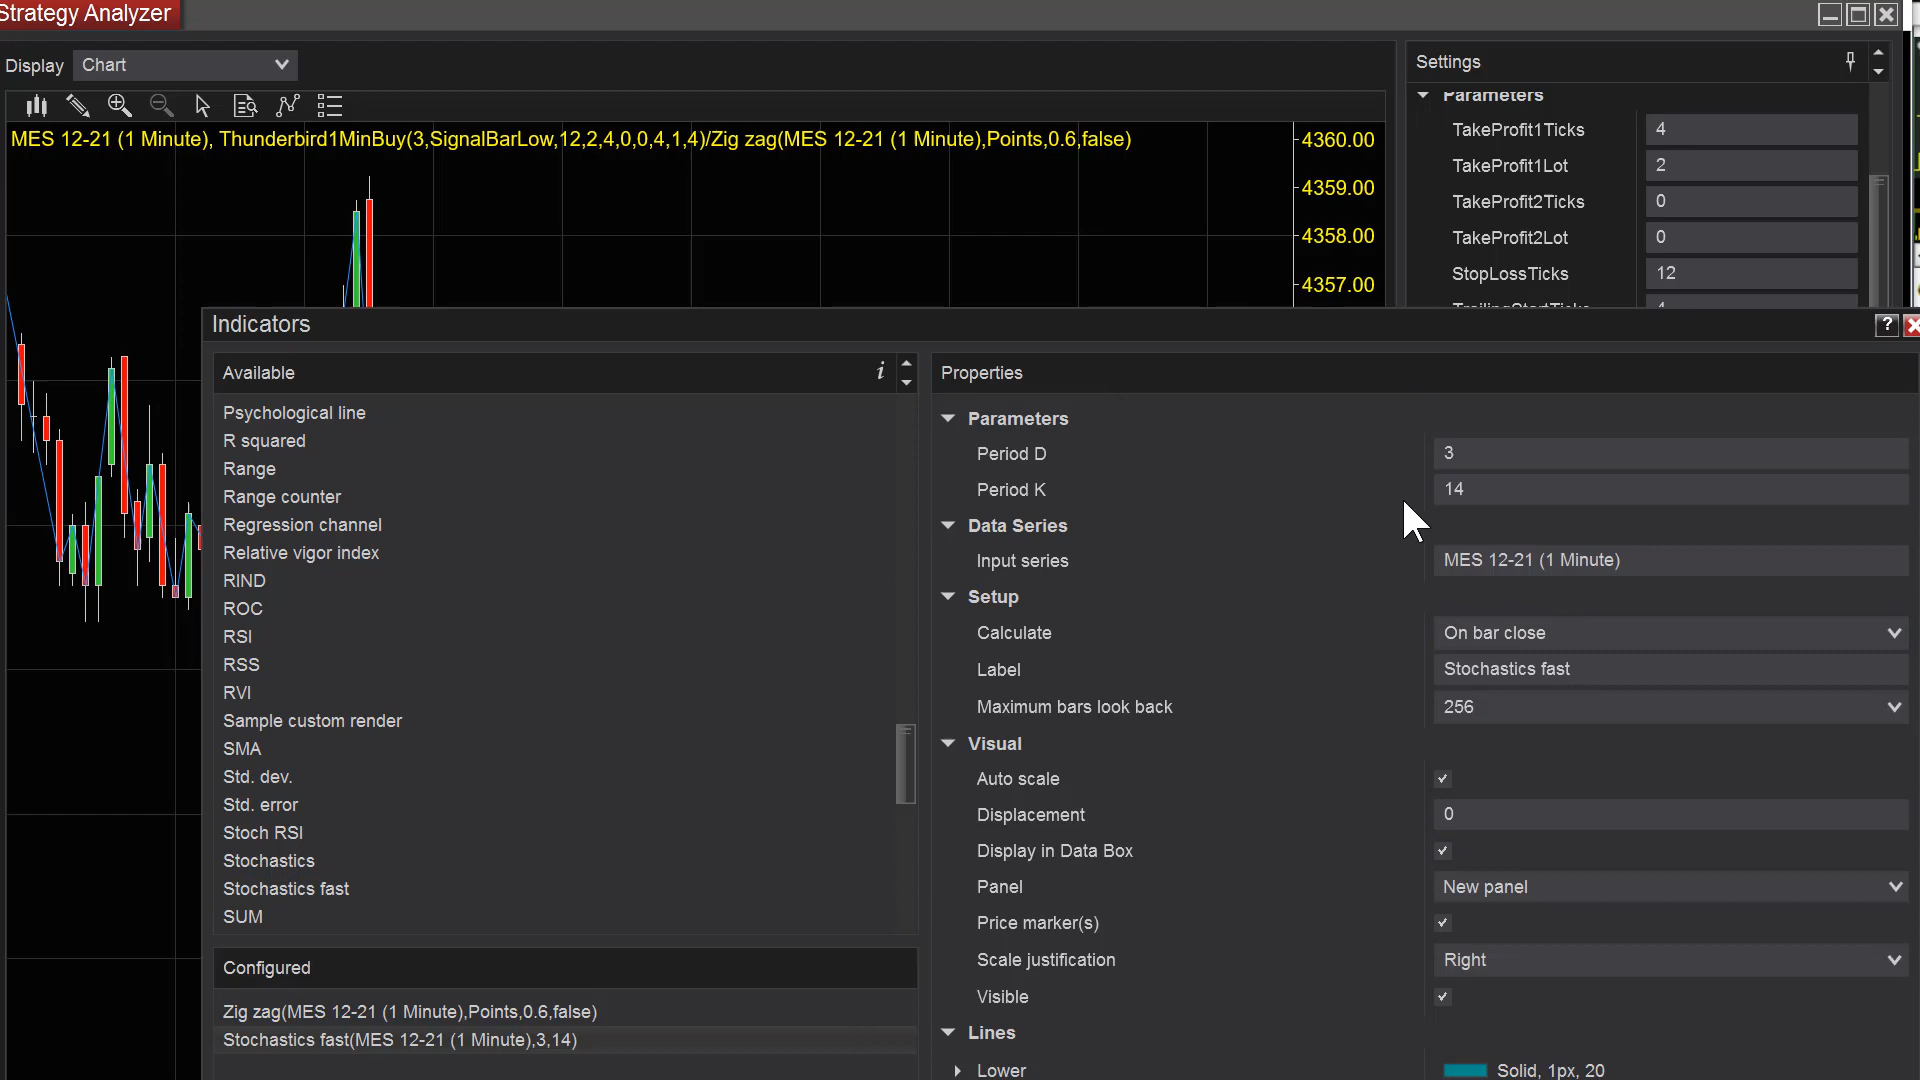 Strategy Analyzer
Display Chart
Settings
MES 12-21 (1 Minute), Thunderbird1MinBuy(3,SignalBarLow,12,2,4,0,0,4,1,4)/Zig zag(MES 12-21 (1 Minute),Points,0.6,false)
4360.00
4359.00
4358.00
4357.00
Parameters
TakeProfit1Ticks 4
TakeProfit1Lot 2
TakeProfit2Ticks 0
TakeProfit2Lot 0
StopLossTicks 12
TrailingStartTicks 4
Indicators
?
Available i
Psychological line
R squared
Range
Range counter
Regression channel
Relative vigor index
RIND
ROC
RSI
RSS
RVI
Sample custom render
SMA
Std. dev.
Std. error
Stoch RSI
Stochastics
Stochastics fast
SUM
Configured
Zig zag(MES 12-21 (1 Minute),Points,0.6,false)
Stochastics fast(MES 12-21 (1 Minute),3,14)
Properties
Parameters
Period D 3
Period K 14
Data Series
Input series MES 12-21 (1 Minute)
Setup
Calculate On bar close
Label Stochastics fast
Maximum bars look back 256
Visual
Auto scale
Displacement 0
Display in Data Box
Panel New panel
Price marker(s)
Scale justification Right
Visible
Lines
Lower Solid, 1px, 20